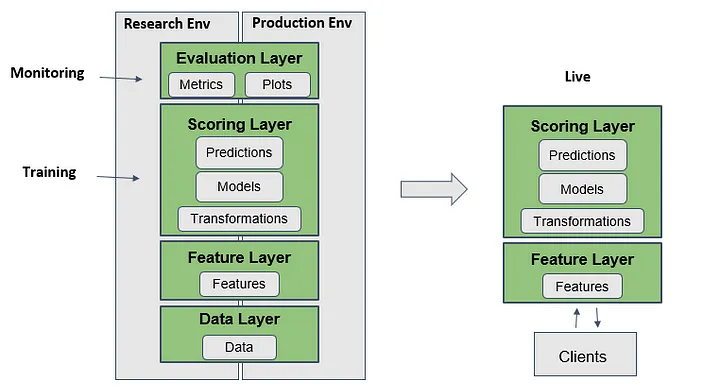 Research Env
Production Env
Monitoring
Evaluation Layer
Metrics
Plots
Training
Scoring Layer
Predictions
Models
Transformations
Feature Layer
Features
Data Layer
Data
Live
Scoring Layer
Predictions
Models
Transformations
Feature Layer
Features
Clients